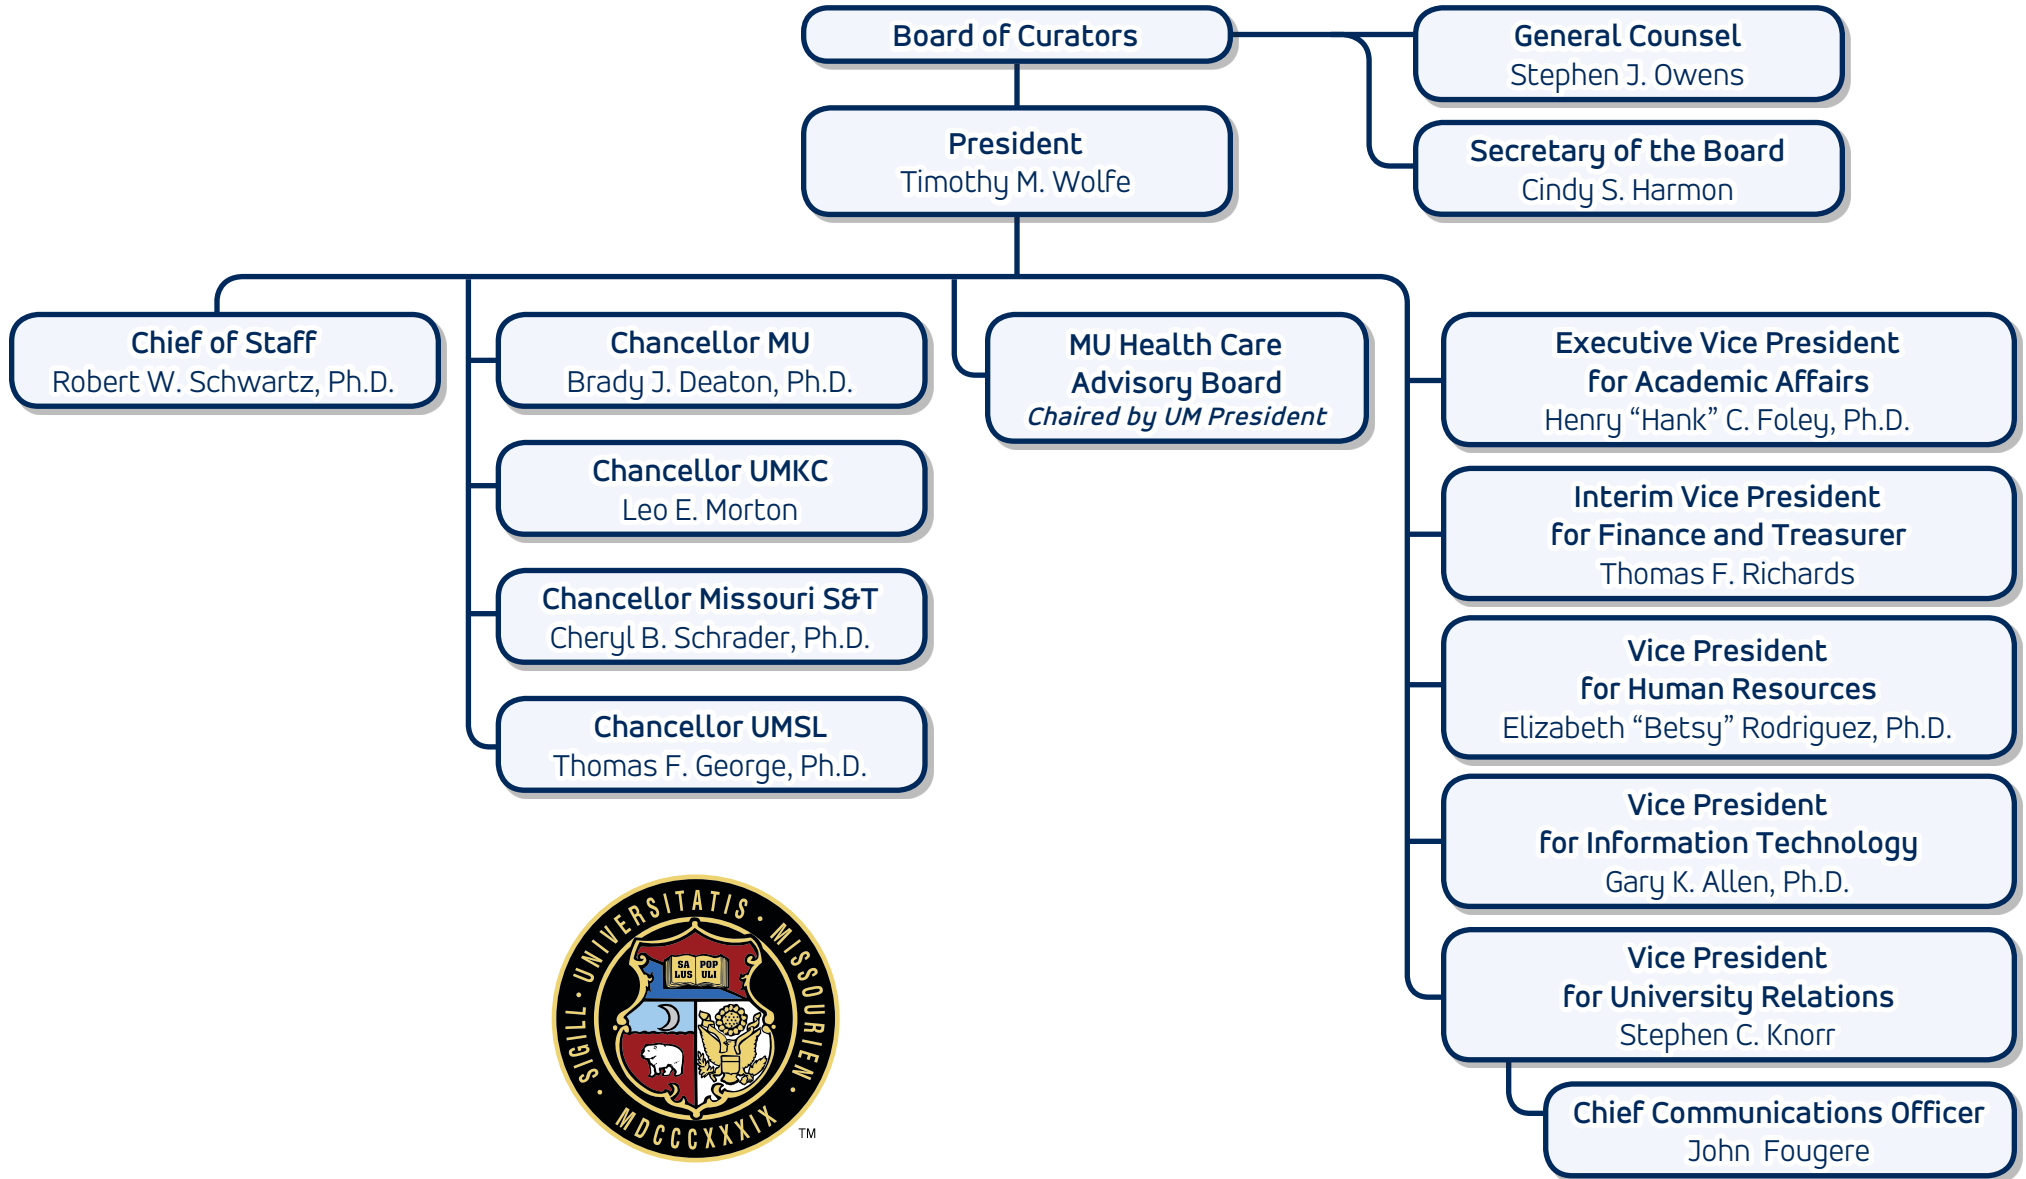 Board of Curators
General Counsel
Stephen J. Owens
President
Timothy M. Wolfe
Secretary of the Board
Cindy S. Harmon
Chief of Staff
Robert W. Schwartz, Ph.D.
Chancellor MU
Brady J. Deaton, Ph.D.
Chancellor UMKC
Leo E. Morton
Chancellor Missouri S&T
Cheryl B. Schrader, Ph.D.
Chancellor UMSL
Thomas F. George, Ph.D.
MU Health Care
Advisory Board
Chaired by UM President
Executive Vice President
for Academic Affairs
Henry “Hank” C. Foley, Ph.D.
Interim Vice President
for Finance and Treasurer
Thomas F. Richards
Vice President
for Human Resources
Elizabeth “Betsy” Rodriguez, Ph.D.
Vice President
for Information Technology
Gary K. Allen, Ph.D.
Vice President
for University Relations
Stephen C. Knorr
Chief Communications Officer
John Fougere
· SIGILL · UNIVERSITATIS · MISSOURIEN ·
MDCCCXXXIX
SA POP
LUS ULI
TM